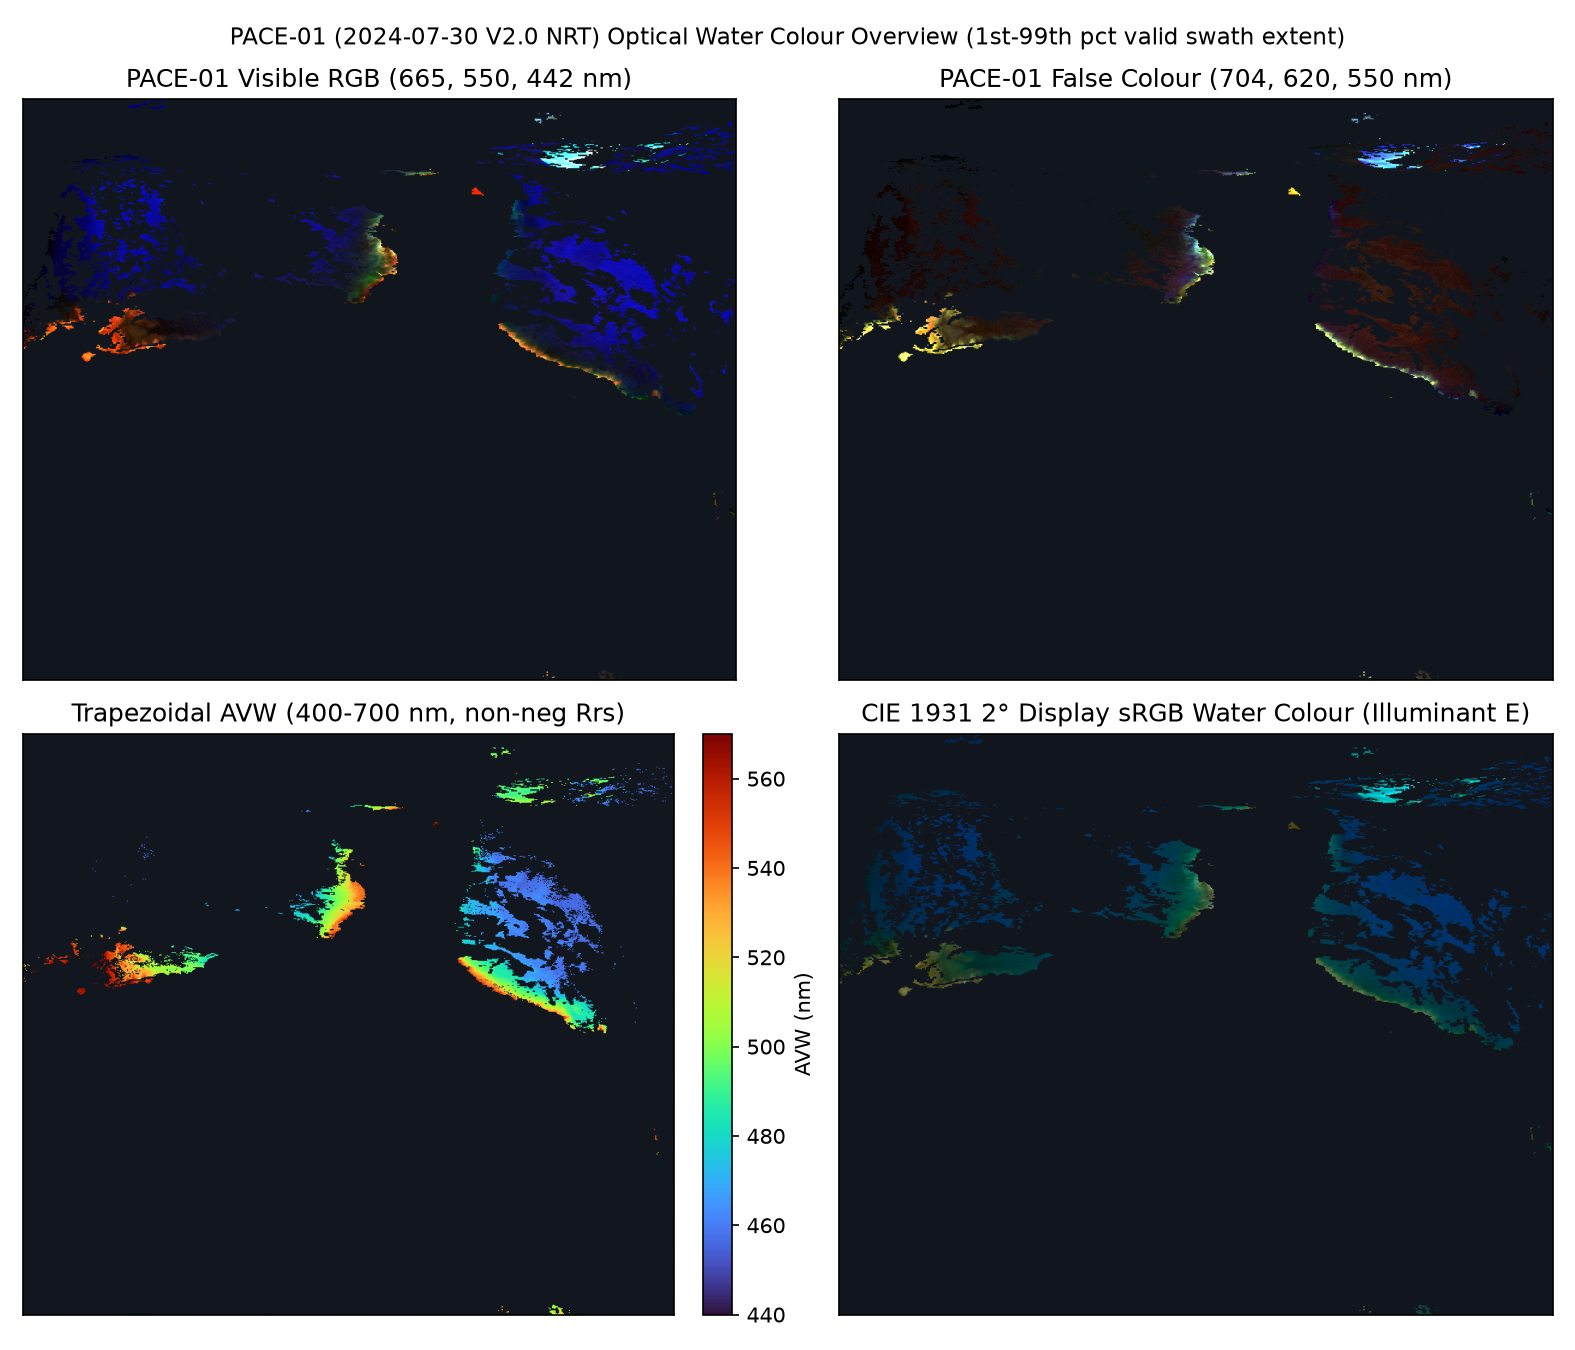 PACE-01 (2024-07-30 V2.0 NRT) Optical Water Colour Overview (1st-99th pct valid swath extent)
PACE-01 Visible RGB (665, 550, 442 nm)
PACE-01 False Colour (704, 620, 550 nm)
Trapezoidal AVW (400-700 nm, non-neg Rrs)
560
540
520
500
480
460
440
AVW (nm)
CIE 1931 2° Display sRGB Water Colour (Illuminant E)